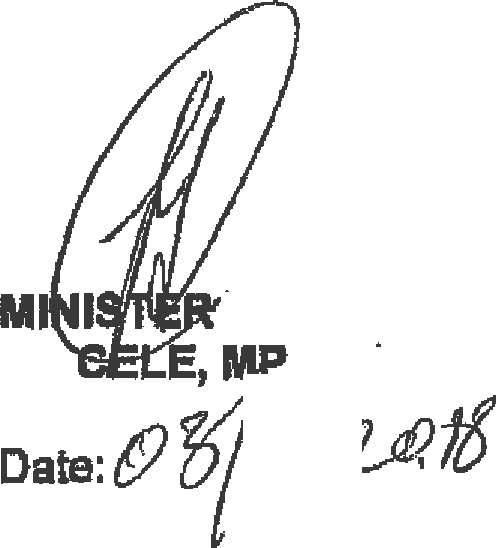 MINISTER
CELE, MP
Date: 08/ 2018